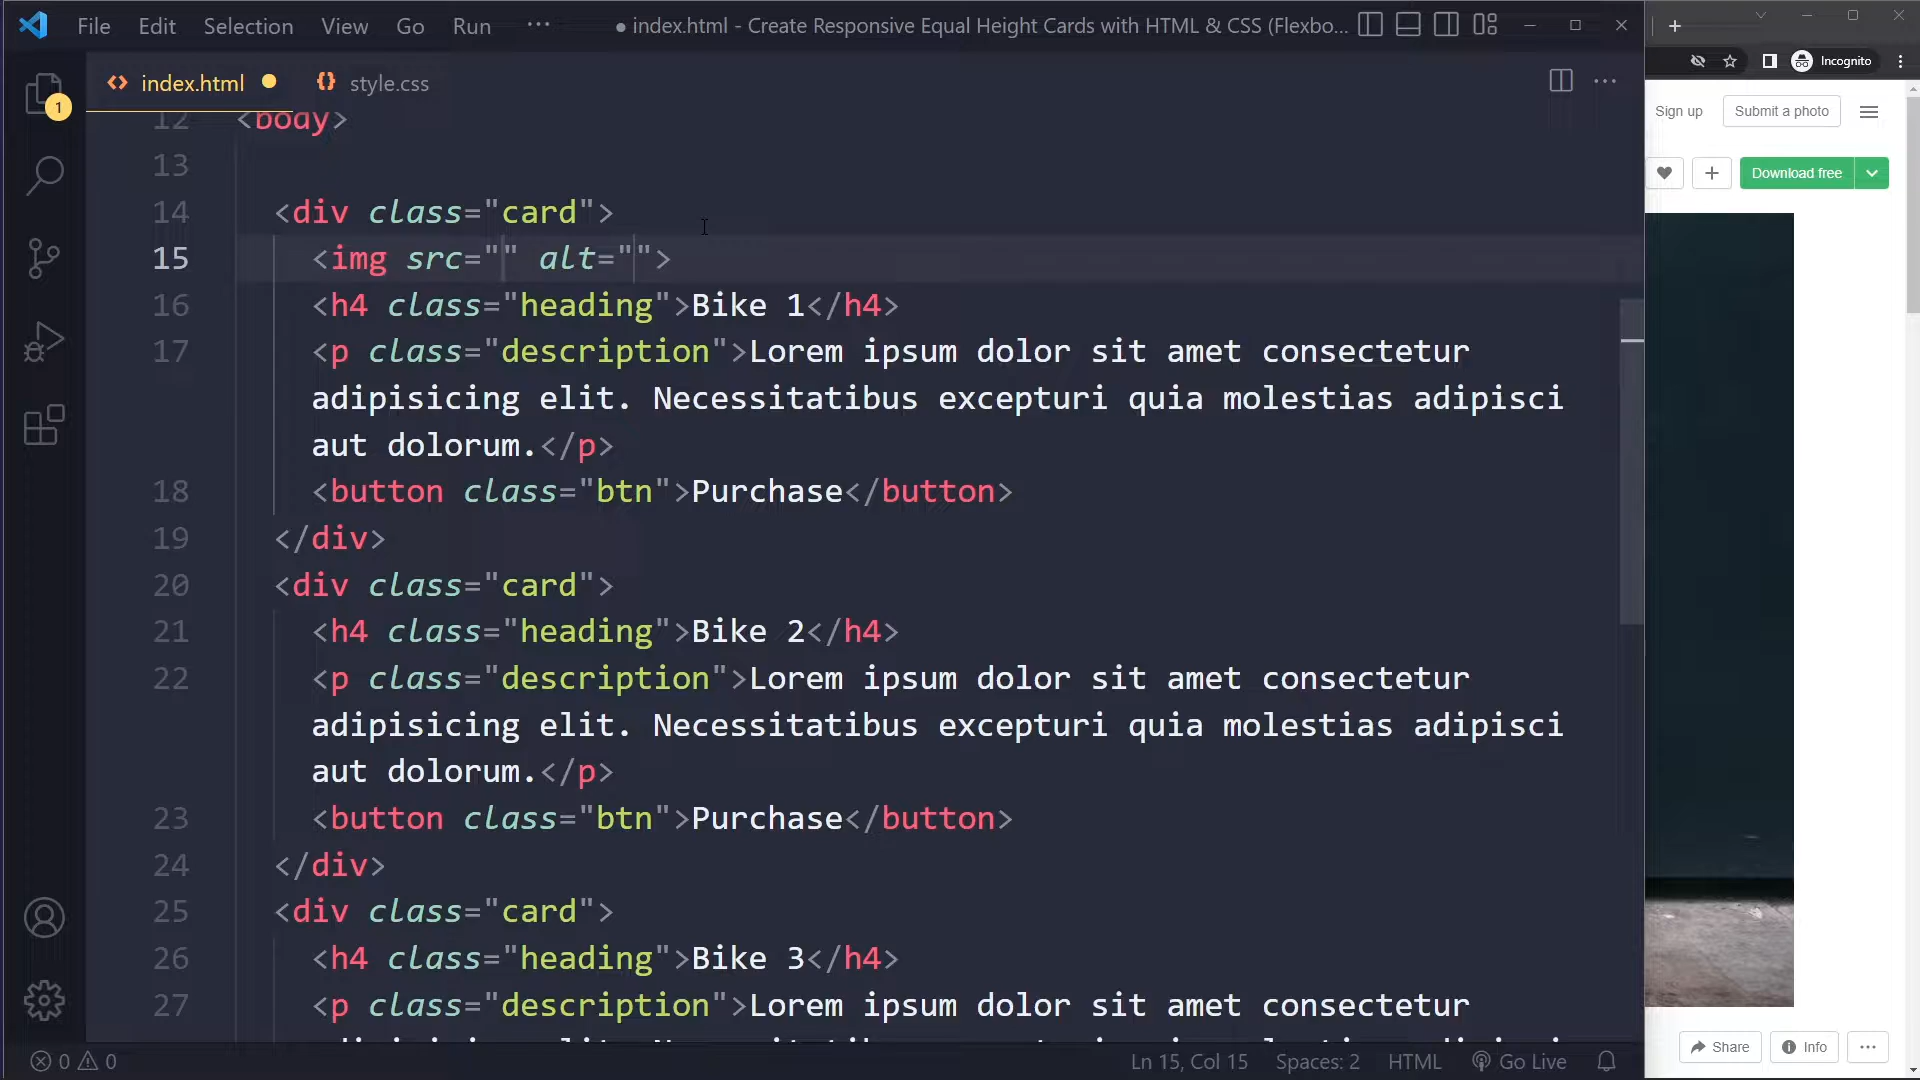 File Edit Selection View Go Run ··· ● index.html - Create Responsive Equal Height Cards with HTML & CSS (Flexbo...
index.html style.css
1
Incognito
Sign up Submit a photo
Download free
12 <body>
13
14 <div class="card">
15 <img src="" alt="">
16 <h4 class="heading">Bike 1</h4>
17 <p class="description">Lorem ipsum dolor sit amet consectetur
adipisicing elit. Necessitatibus excepturi quia molestias adipisci
aut dolorum.</p>
18 <button class="btn">Purchase</button>
19 </div>
20 <div class="card">
21 <h4 class="heading">Bike 2</h4>
22 <p class="description">Lorem ipsum dolor sit amet consectetur
adipisicing elit. Necessitatibus excepturi quia molestias adipisci
aut dolorum.</p>
23 <button class="btn">Purchase</button>
24 </div>
25 <div class="card">
26 <h4 class="heading">Bike 3</h4>
27 <p class="description">Lorem ipsum dolor sit amet consectetur
Share Info
0 0 Ln 15, Col 15 Spaces: 2 HTML Go Live